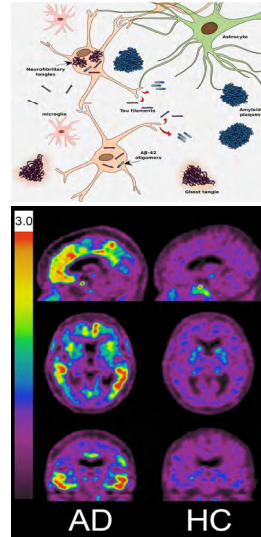 Astrocyte
Neurofibrillary
tangles
microglia
Tau filaments
Amyloid
plaques
Aβ-42
oligomers
Ghost tangle
3.0
AD HC